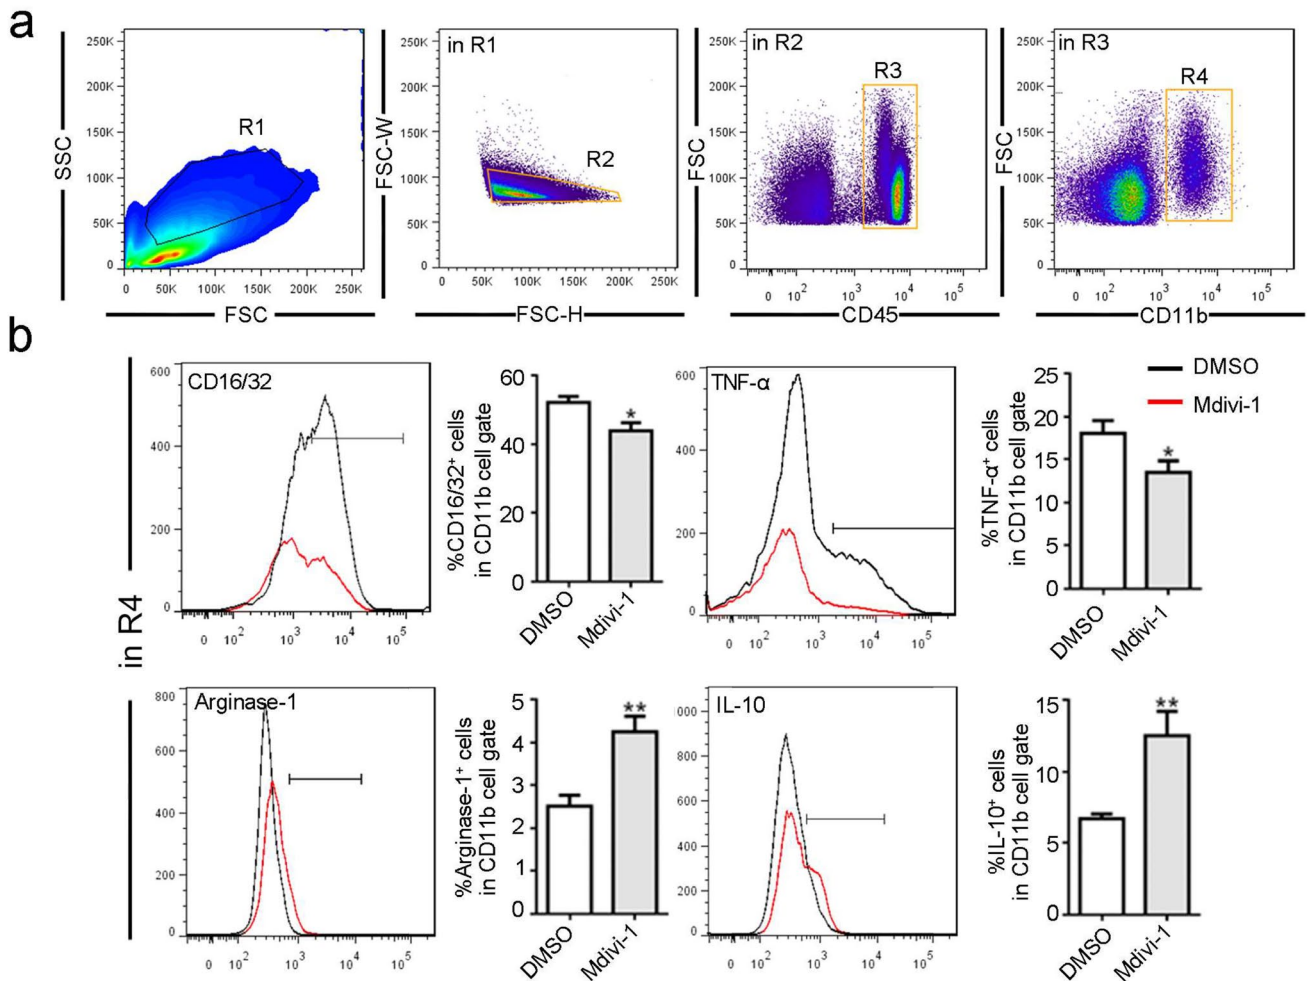 a
SSC
250K
200K
150K
100K
50K
0
R1
0 50K 100K 150K 200K 250K
FSC
FSC-W
250K
200K
150K
100K
50K
0
in R1
R2
0 50K 100K 150K 200K 250K
FSC-H
FSC
250K
200K
150K
100K
50K
0
in R2
R3
0 10² 10³ 10⁴ 10⁵
CD45
FSC
250K
200K
150K
100K
50K
0
in R3
R4
0 10² 10³ 10⁴ 10⁵
CD11b
b
in R4
CD16/32
600
400
200
0
0 10² 10³ 10⁴ 10⁵
%CD16/32⁺ cells
in CD11b cell gate
60
40
20
0
*
DMSO
Mdivi-1
TNF-α
600
400
200
0
0 10² 10³ 10⁴ 10⁵
%TNF-α⁺ cells
in CD11b cell gate
25
20
15
10
5
0
*
DMSO
Mdivi-1
DMSO
Mdivi-1
Arginase-1
800
600
400
200
0
0 10² 10³ 10⁴ 10⁵
%Arginase-1⁺ cells
in CD11b cell gate
5
4
3
2
1
0
**
DMSO
Mdivi-1
IL-10
000
800
600
400
200
0
0 10² 10³ 10⁴ 10⁵
%IL-10⁺ cells
in CD11b cell gate
15
10
5
0
**
DMSO
Mdivi-1